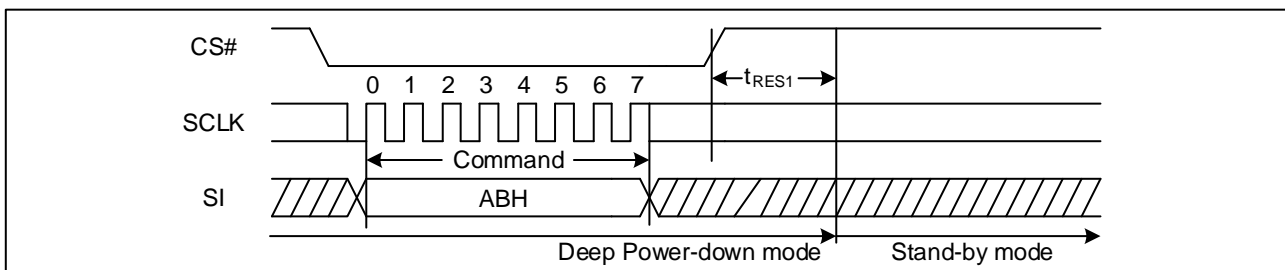 CS#
tRES1
0 1 2 3 4 5 6 7
SCLK
Command
SI
ABH
Deep Power-down mode Stand-by mode